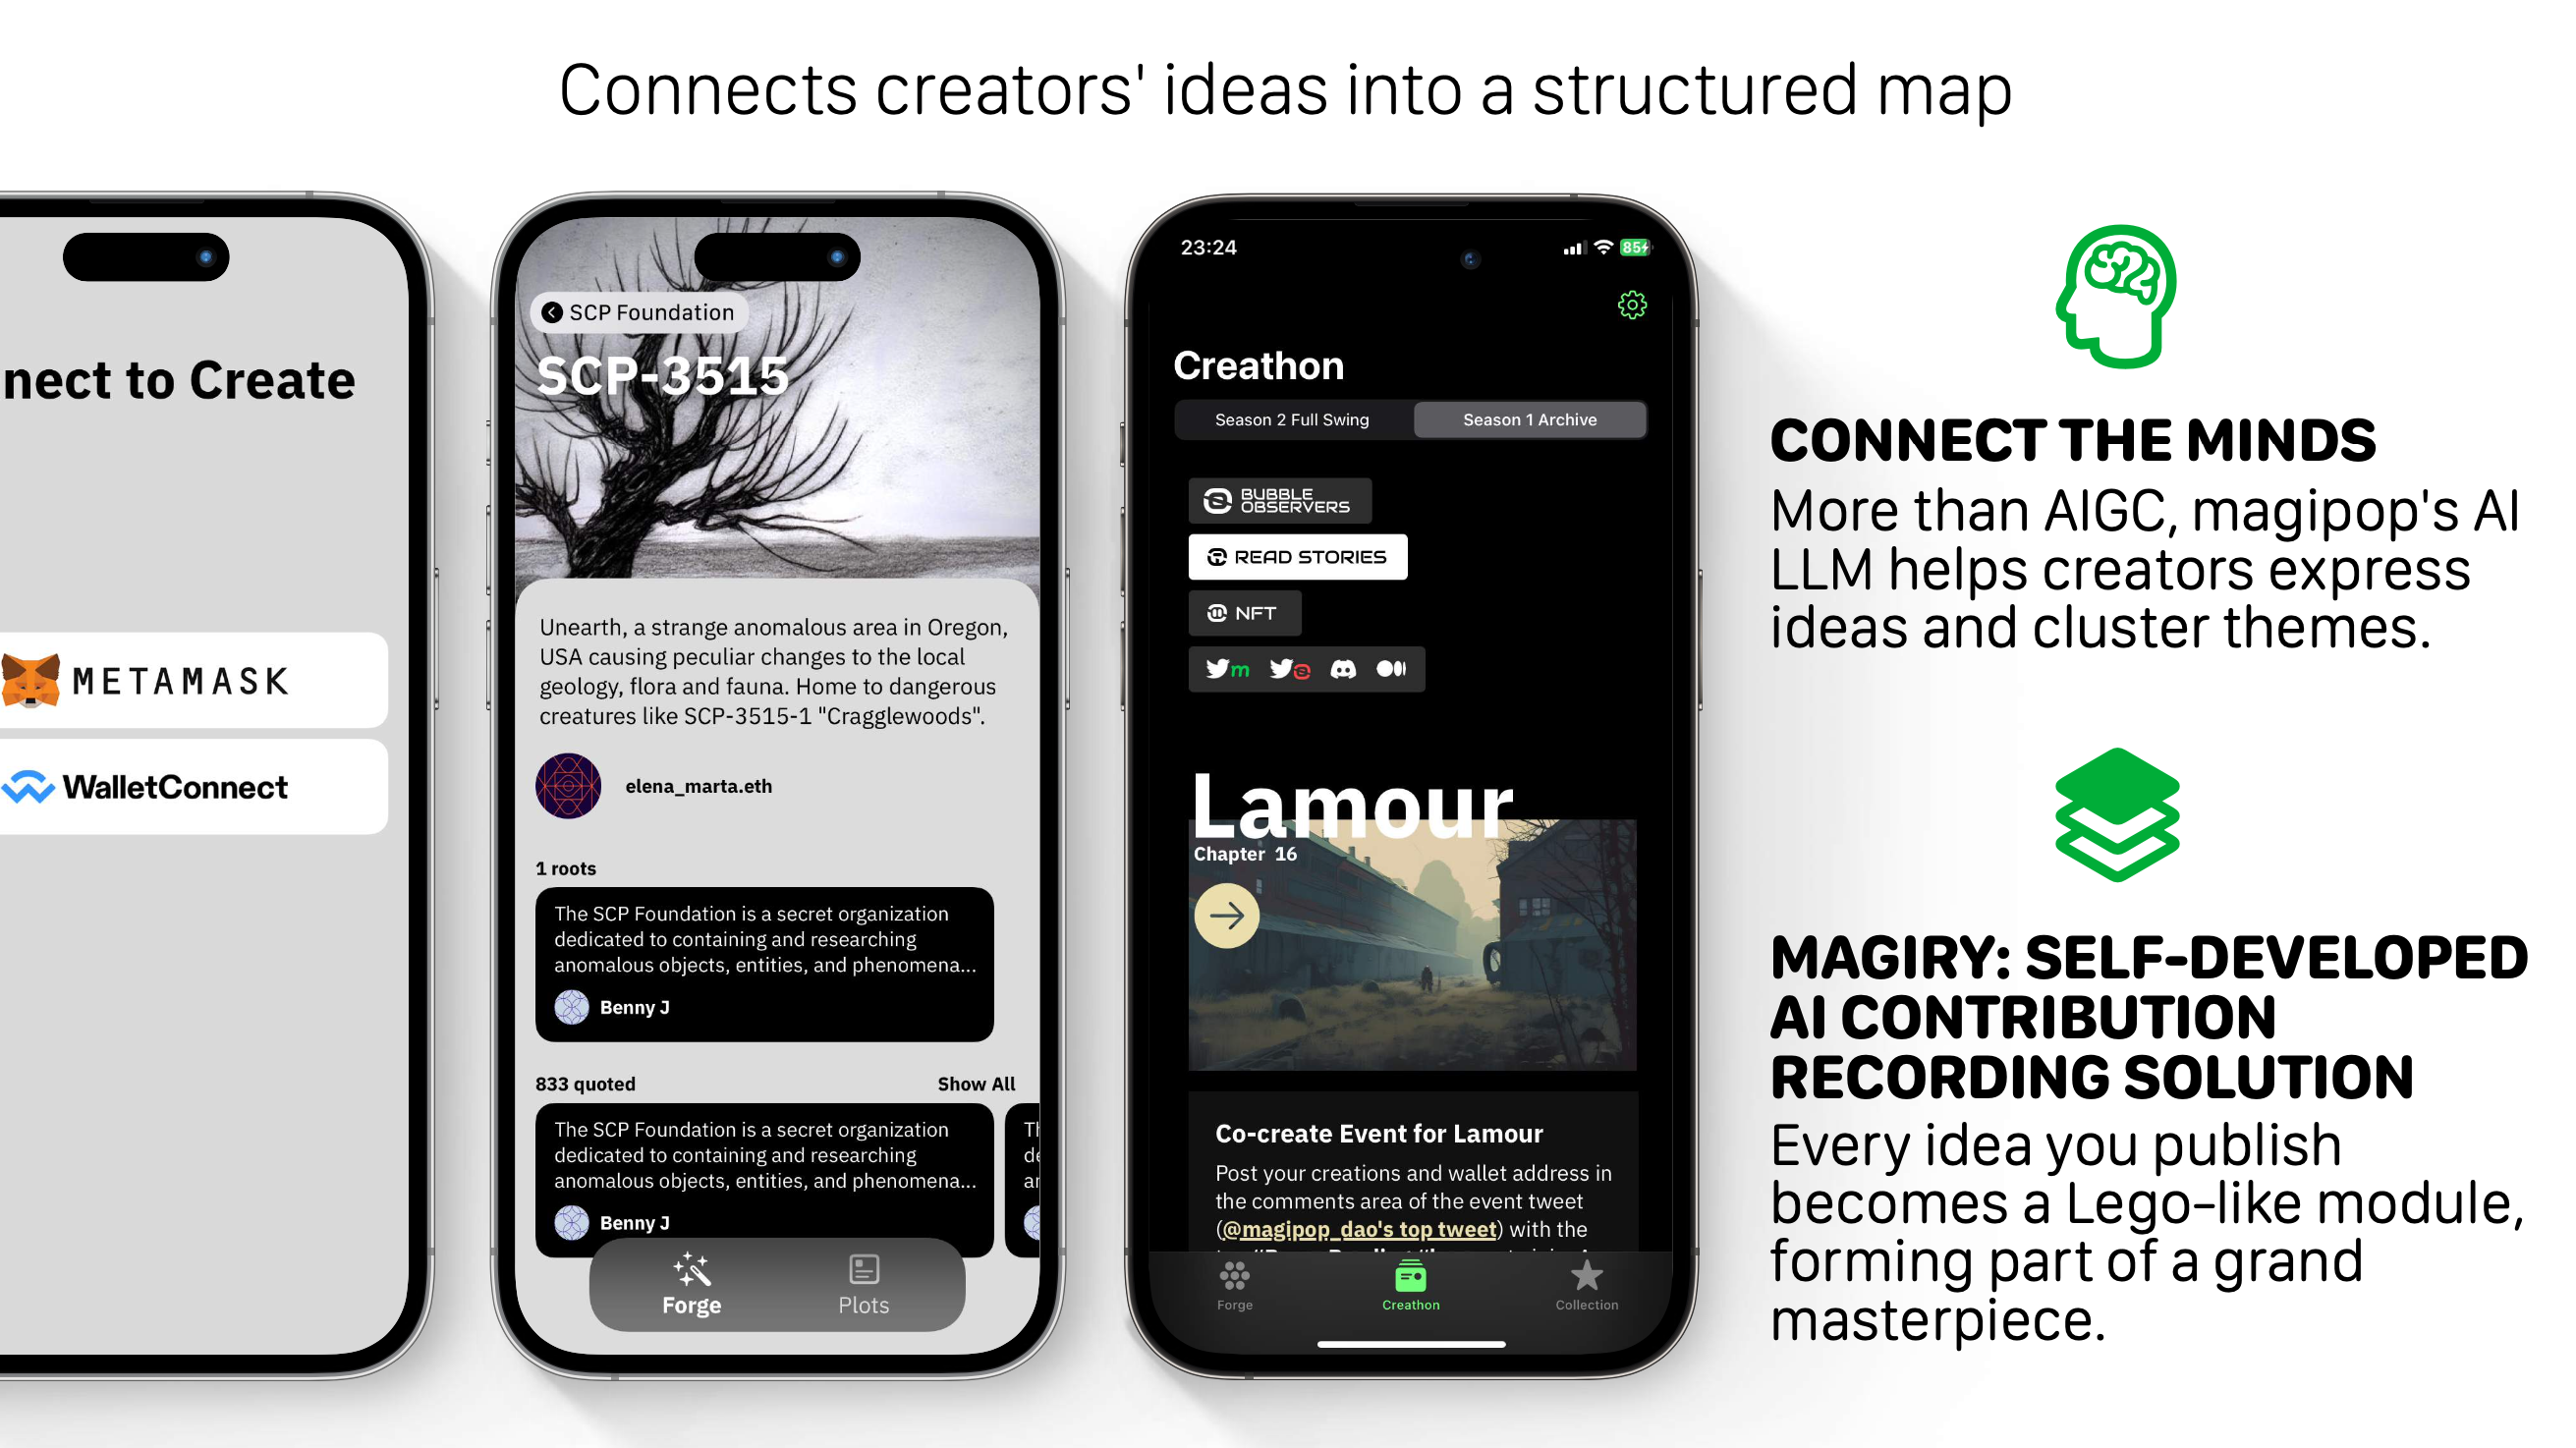 Connects creators' ideas into a structured map
nect to Create
METAMASK
WalletConnect
SCP Foundation
SCP-3515
Unearth, a strange anomalous area in Oregon,
USA causing peculiar changes to the local
geology, flora and fauna. Home to dangerous
creatures like SCP-3515-1 "Cragglewoods".
elena_marta.eth
1 roots
The SCP Foundation is a secret organization
dedicated to containing and researching
anomalous objects, entities, and phenomena...
Benny J
833 quoted Show All
The SCP Foundation is a secret organization
dedicated to containing and researching
anomalous objects, entities, and phenomena...
Benny J
Forge Plots
23:24 85
Creathon
Season 2 Full Swing Season 1 Archive
BUBBLE
OBSERVERS
READ STORIES
NFT
Lamour
Chapter 16
Co-create Event for Lamour
Post your creations and wallet address in
the comments area of the event tweet
(@magipop_dao's top tweet) with the
Forge Creathon Collection
CONNECT THE MINDS
More than AIGC, magipop's AI
LLM helps creators express
ideas and cluster themes.
MAGIRY: SELF-DEVELOPED
AI CONTRIBUTION
RECORDING SOLUTION
Every idea you publish
becomes a Lego-like module,
forming part of a grand
masterpiece.